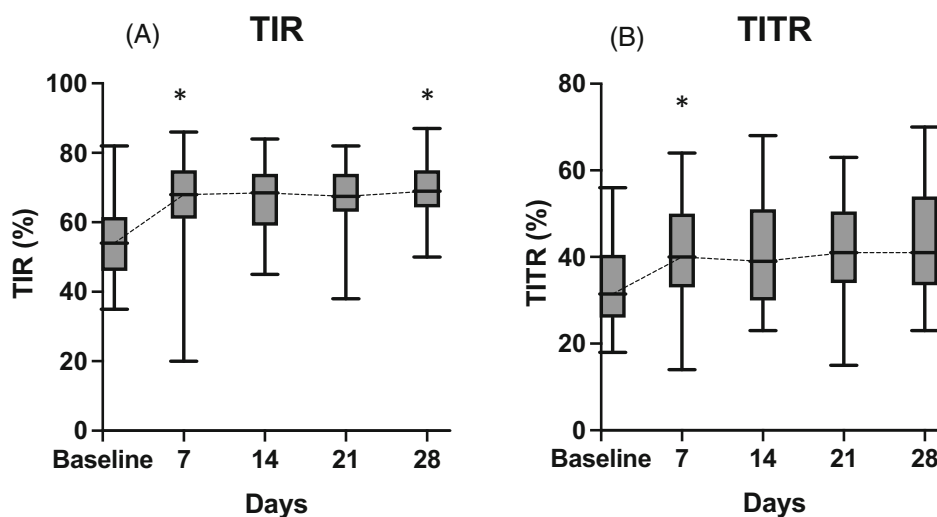 (A) TIR
TIR (%)
100
80
60
40
20
0
* *
Baseline 7 14 21 28
Days
(B) TITR
TITR (%)
80
60
40
20
0
*
Baseline 7 14 21 28
Days